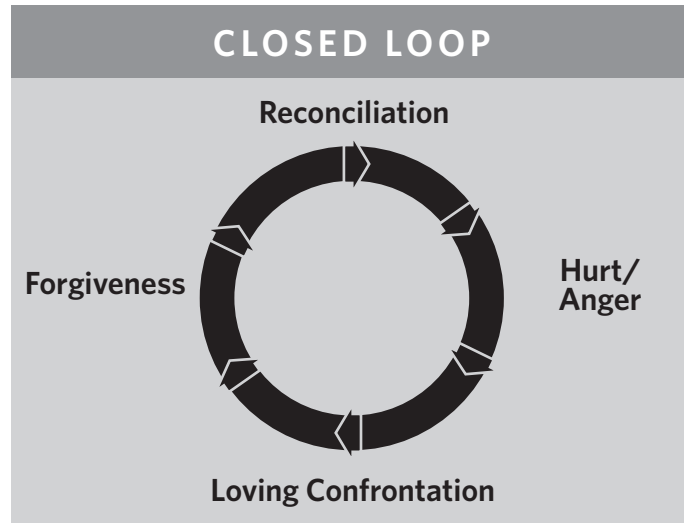 CLOSED LOOP
Reconciliation
Forgiveness
Hurt/
Anger
Loving Confrontation